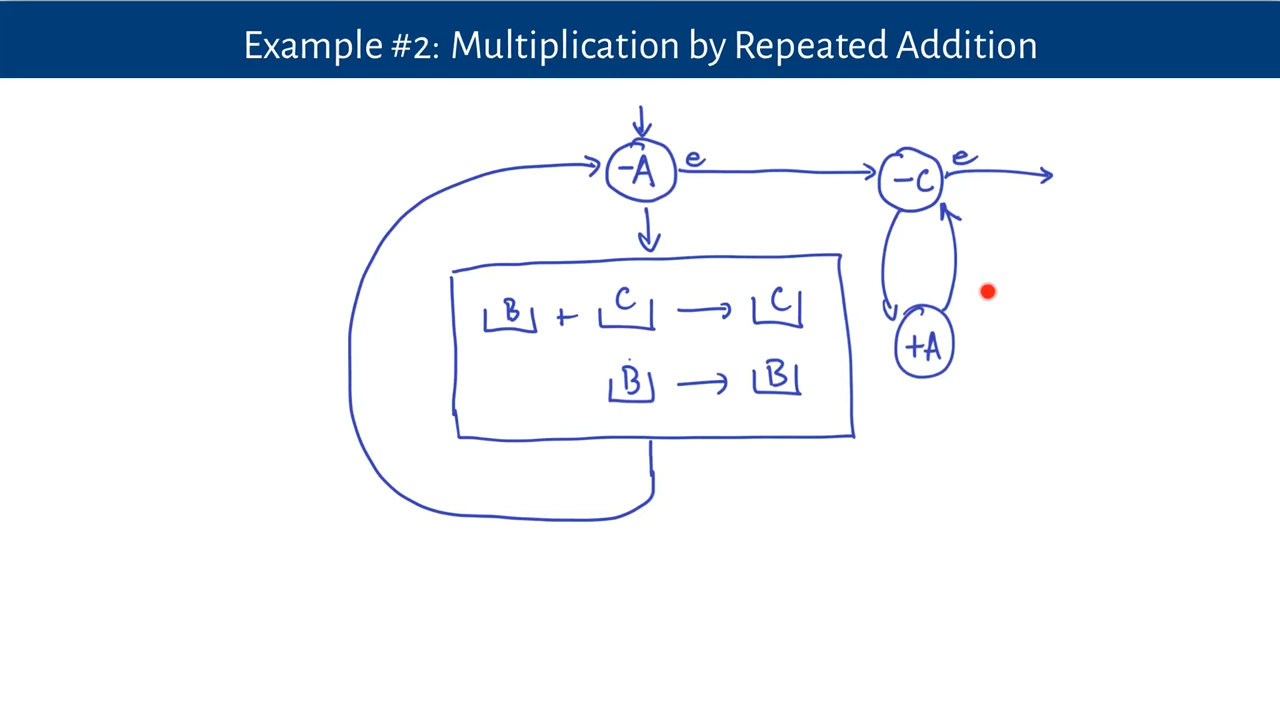 Example #2: Multiplication by Repeated Addition
-A e -C e
B + C → C
+A
B → B